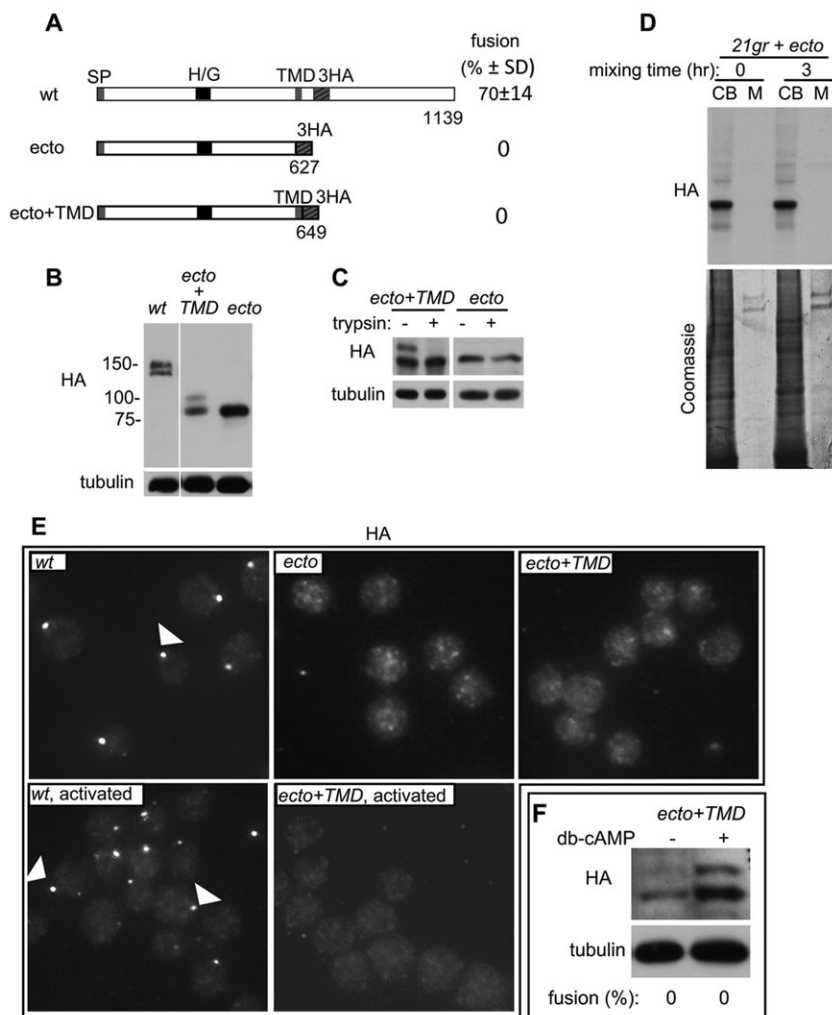 A
fusion
(% ± SD)
SP H/G TMD 3HA
wt 70±14
1139
3HA
ecto 0
627
TMD 3HA
ecto+TMD 0
649
B
wt ecto + TMD ecto
HA
150-
100-
75-
tubulin
C
ecto+TMD ecto
trypsin: - + - +
HA
tubulin
D
21gr + ecto
mixing time (hr): 0 3
CB M CB M
HA
Coomassie
E
HA
wt
ecto
ecto+TMD
wt, activated
ecto+TMD, activated
F
ecto+TMD
db-cAMP - +
HA
tubulin
fusion (%): 0 0